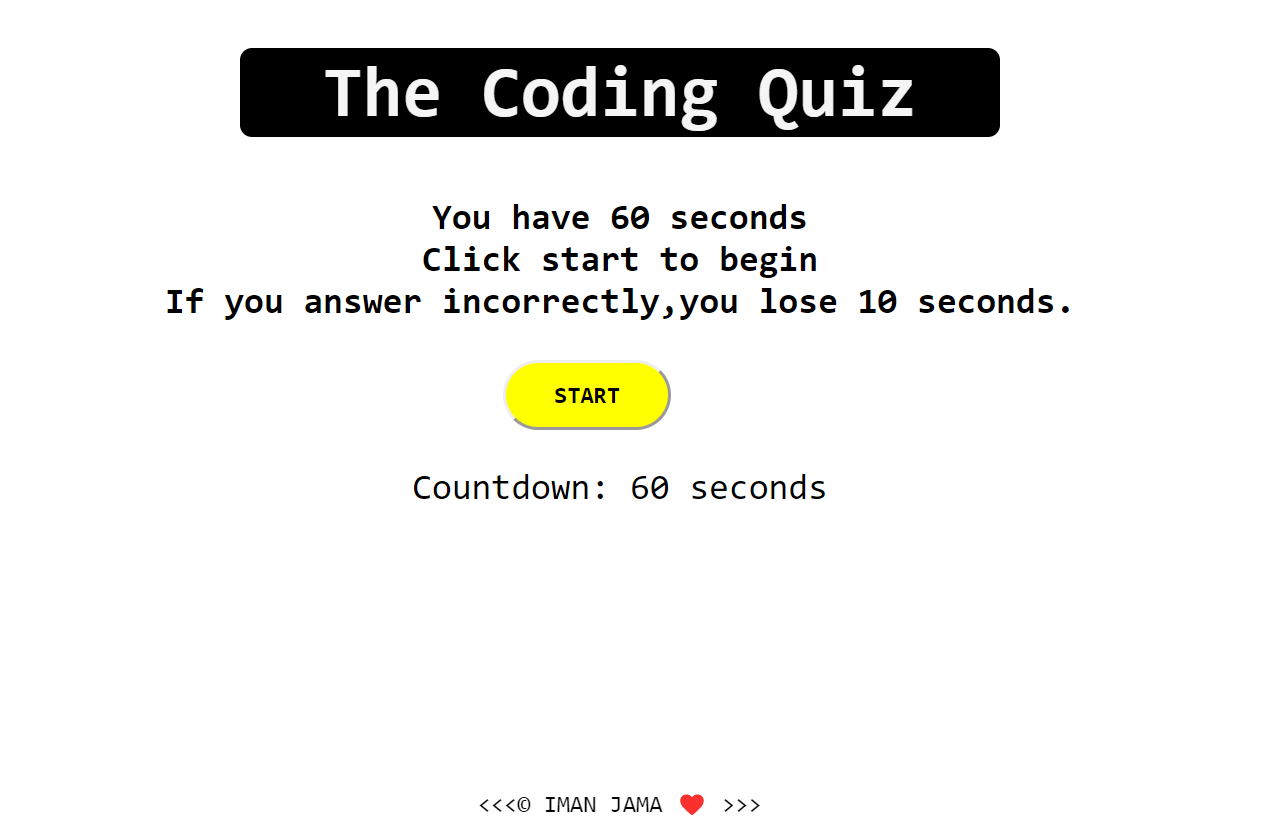 The Coding Quiz
You have 60 seconds
Click start to begin
If you answer incorrectly,you lose 10 seconds.
START
Countdown: 60 seconds
<<<© IMAN JAMA ❤ >>>